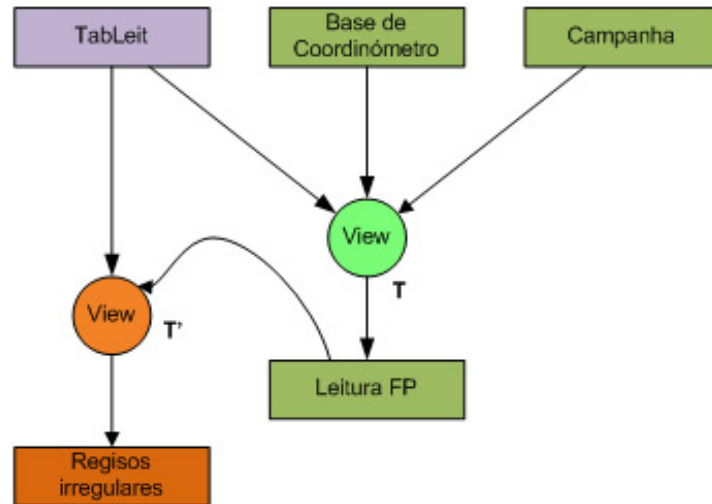 TabLeit
Base de
Coordinómetro
Campanha
View
T
View
T'
Leitura FP
Regisos
irregulares